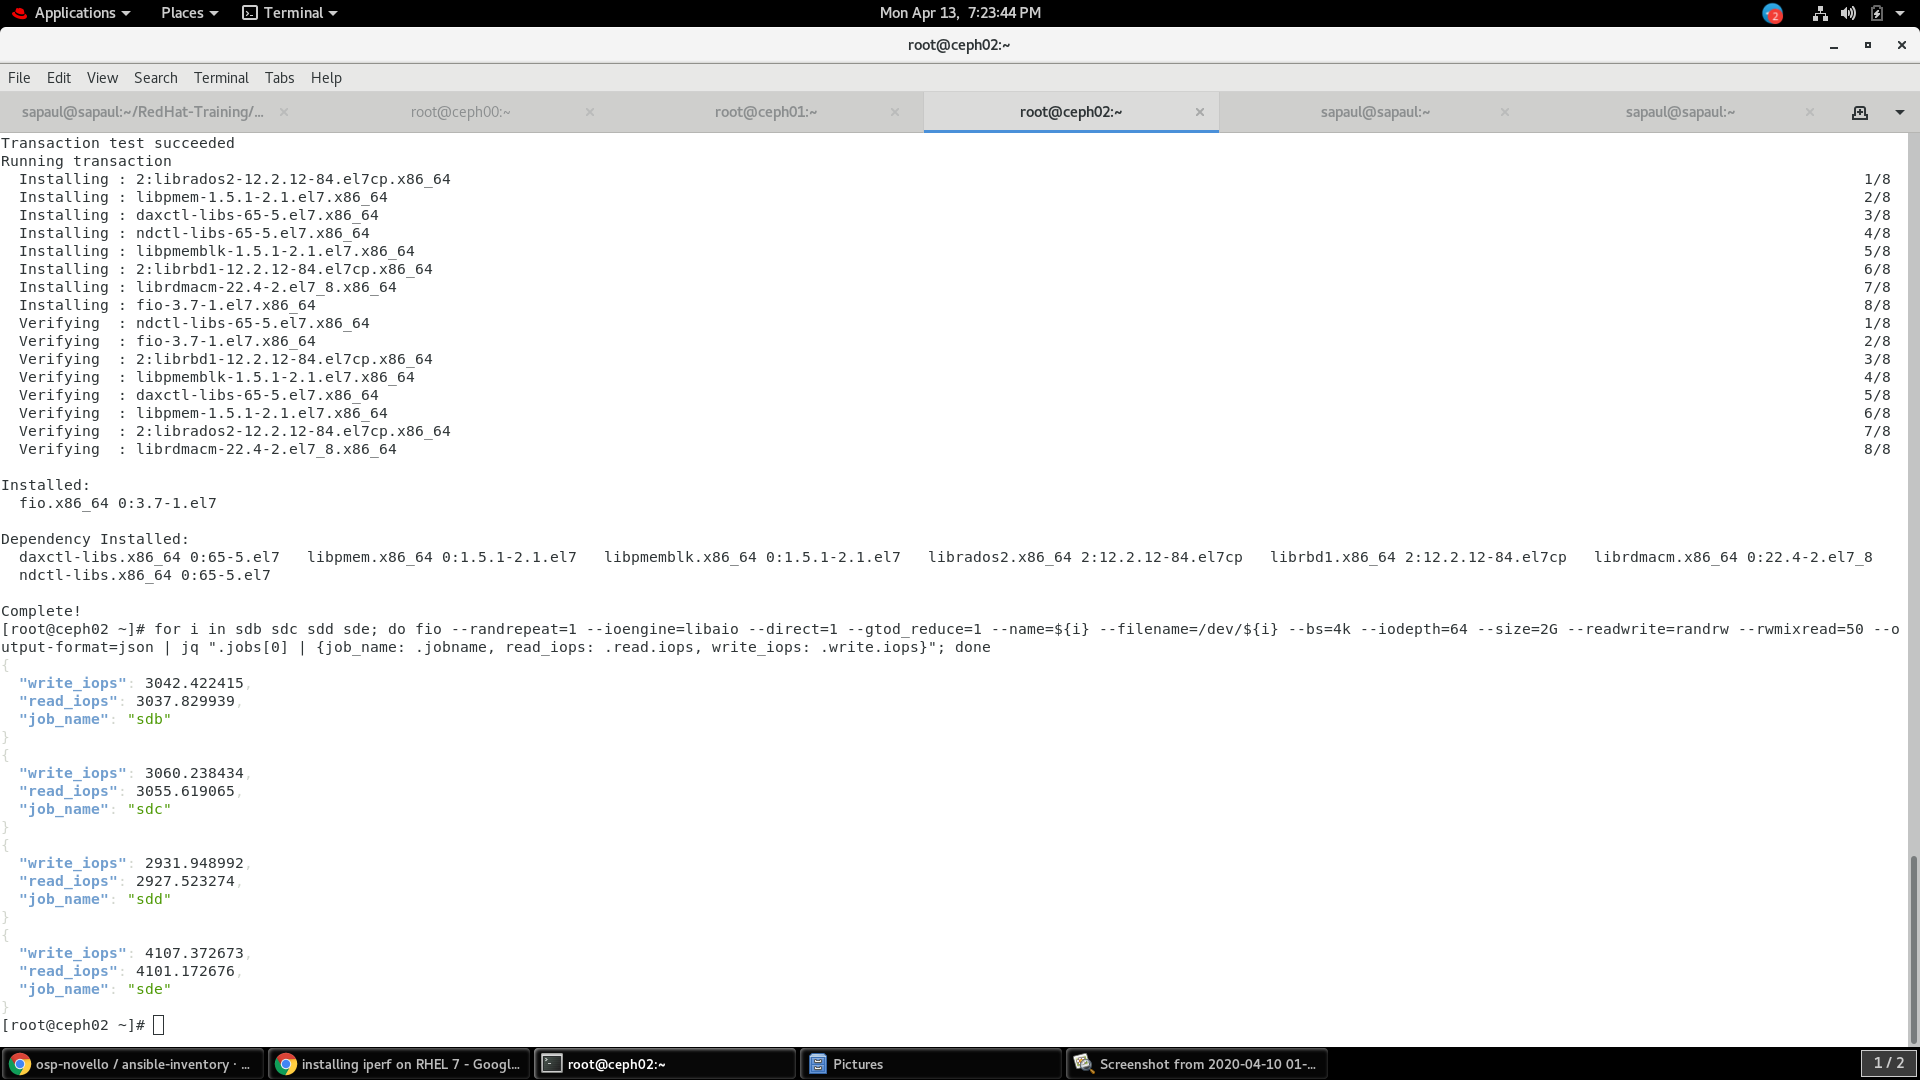 Applications Places Terminal Mon Apr 13, 7:23:44 PM 2
root@ceph02:~
File Edit View Search Terminal Tabs Help
sapaul@sapaul:~/RedHat-Training/... root@ceph00:~ root@ceph01:~ root@ceph02:~ sapaul@sapaul:~ sapaul@sapaul:~
Transaction test succeeded
Running transaction
  Installing : 2:librados2-12.2.12-84.el7cp.x86_64 1/8
  Installing : libpmem-1.5.1-2.1.el7.x86_64 2/8
  Installing : daxctl-libs-65-5.el7.x86_64 3/8
  Installing : ndctl-libs-65-5.el7.x86_64 4/8
  Installing : libpmemblk-1.5.1-2.1.el7.x86_64 5/8
  Installing : 2:librbd1-12.2.12-84.el7cp.x86_64 6/8
  Installing : librdmacm-22.4-2.el7_8.x86_64 7/8
  Installing : fio-3.7-1.el7.x86_64 8/8
  Verifying  : ndctl-libs-65-5.el7.x86_64 1/8
  Verifying  : fio-3.7-1.el7.x86_64 2/8
  Verifying  : 2:librbd1-12.2.12-84.el7cp.x86_64 3/8
  Verifying  : libpmemblk-1.5.1-2.1.el7.x86_64 4/8
  Verifying  : daxctl-libs-65-5.el7.x86_64 5/8
  Verifying  : libpmem-1.5.1-2.1.el7.x86_64 6/8
  Verifying  : 2:librados2-12.2.12-84.el7cp.x86_64 7/8
  Verifying  : librdmacm-22.4-2.el7_8.x86_64 8/8
Installed:
  fio.x86_64 0:3.7-1.el7
Dependency Installed:
  daxctl-libs.x86_64 0:65-5.el7   libpmem.x86_64 0:1.5.1-2.1.el7   libpmemblk.x86_64 0:1.5.1-2.1.el7   librados2.x86_64 2:12.2.12-84.el7cp   librbd1.x86_64 2:12.2.12-84.el7cp   librdmacm.x86_64 0:22.4-2.el7_8
  ndctl-libs.x86_64 0:65-5.el7
Complete!
[root@ceph02 ~]# for i in sdb sdc sdd sde; do fio --randrepeat=1 --ioengine=libaio --direct=1 --gtod_reduce=1 --name=${i} --filename=/dev/${i} --bs=4k --iodepth=64 --size=2G --readwrite=randrw --rwmixread=50 --o
utput-format=json | jq ".jobs[0] | {job_name: .jobname, read_iops: .read.iops, write_iops: .write.iops}"; done
{
  "write_iops": 3042.422415,
  "read_iops": 3037.829939,
  "job_name": "sdb"
}
{
  "write_iops": 3060.238434,
  "read_iops": 3055.619065,
  "job_name": "sdc"
}
{
  "write_iops": 2931.948992,
  "read_iops": 2927.523274,
  "job_name": "sdd"
}
{
  "write_iops": 4107.372673,
  "read_iops": 4101.172676,
  "job_name": "sde"
}
[root@ceph02 ~]#
osp-novello / ansible-inventory · ... installing iperf on RHEL 7 - Googl... root@ceph02:~ Pictures Screenshot from 2020-04-10 01-... 1 / 2